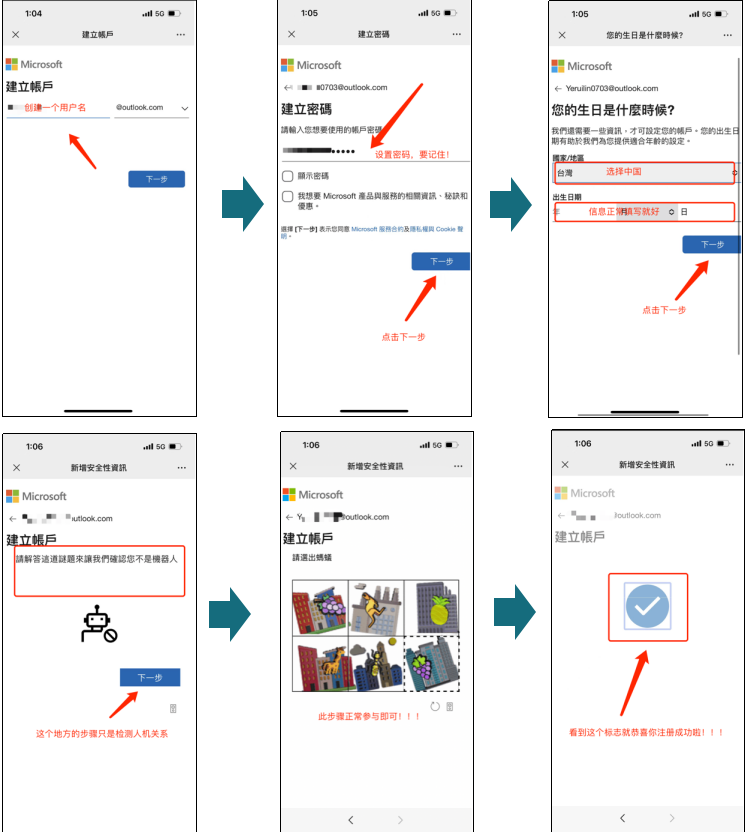 1:04
5G
建立帳戶
Microsoft
建立帳戶
创建一个用户名
@outlook.com
下一步
1:05
5G
建立密碼
Microsoft
0703@outlook.com
建立密碼
請輸入您想要使用的帳戶密碼
设置密码，要记住!
顯示密碼
我想要 Microsoft 產品與服務的相關資訊、秘訣和
優惠。
選擇 [下一步] 表示您同意 Microsoft 服務合約及隱私權與 Cookie 聲
明。
下一步
点击下一步
1:05
5G
您的生日是什麼時候?
Microsoft
Yeruilin0703@outlook.com
您的生日是什麼時候?
我們還需要一些資訊，才可設定您的帳戶。您的出生日
期有助於我們為您提供適合年齡的設定。
國家/地區
台灣
选择中国
出生日期
年
信息正常填写就好
月
日
下一步
点击下一步
1:06
5G
新增安全性資訊
Microsoft
utlook.com
建立帳戶
請解答這道謎題來讓我們確認您不是機器人
下一步
这个地方的步骤只是检测人机关系
1:06
5G
新增安全性資訊
Microsoft
@outlook.com
建立帳戶
請選出螞蟻
此步骤正常参与即可！！！
1:06
5G
新增安全性資訊
Microsoft
outlook.com
建立帳戶
看到这个标志就恭喜你注册成功啦！！！